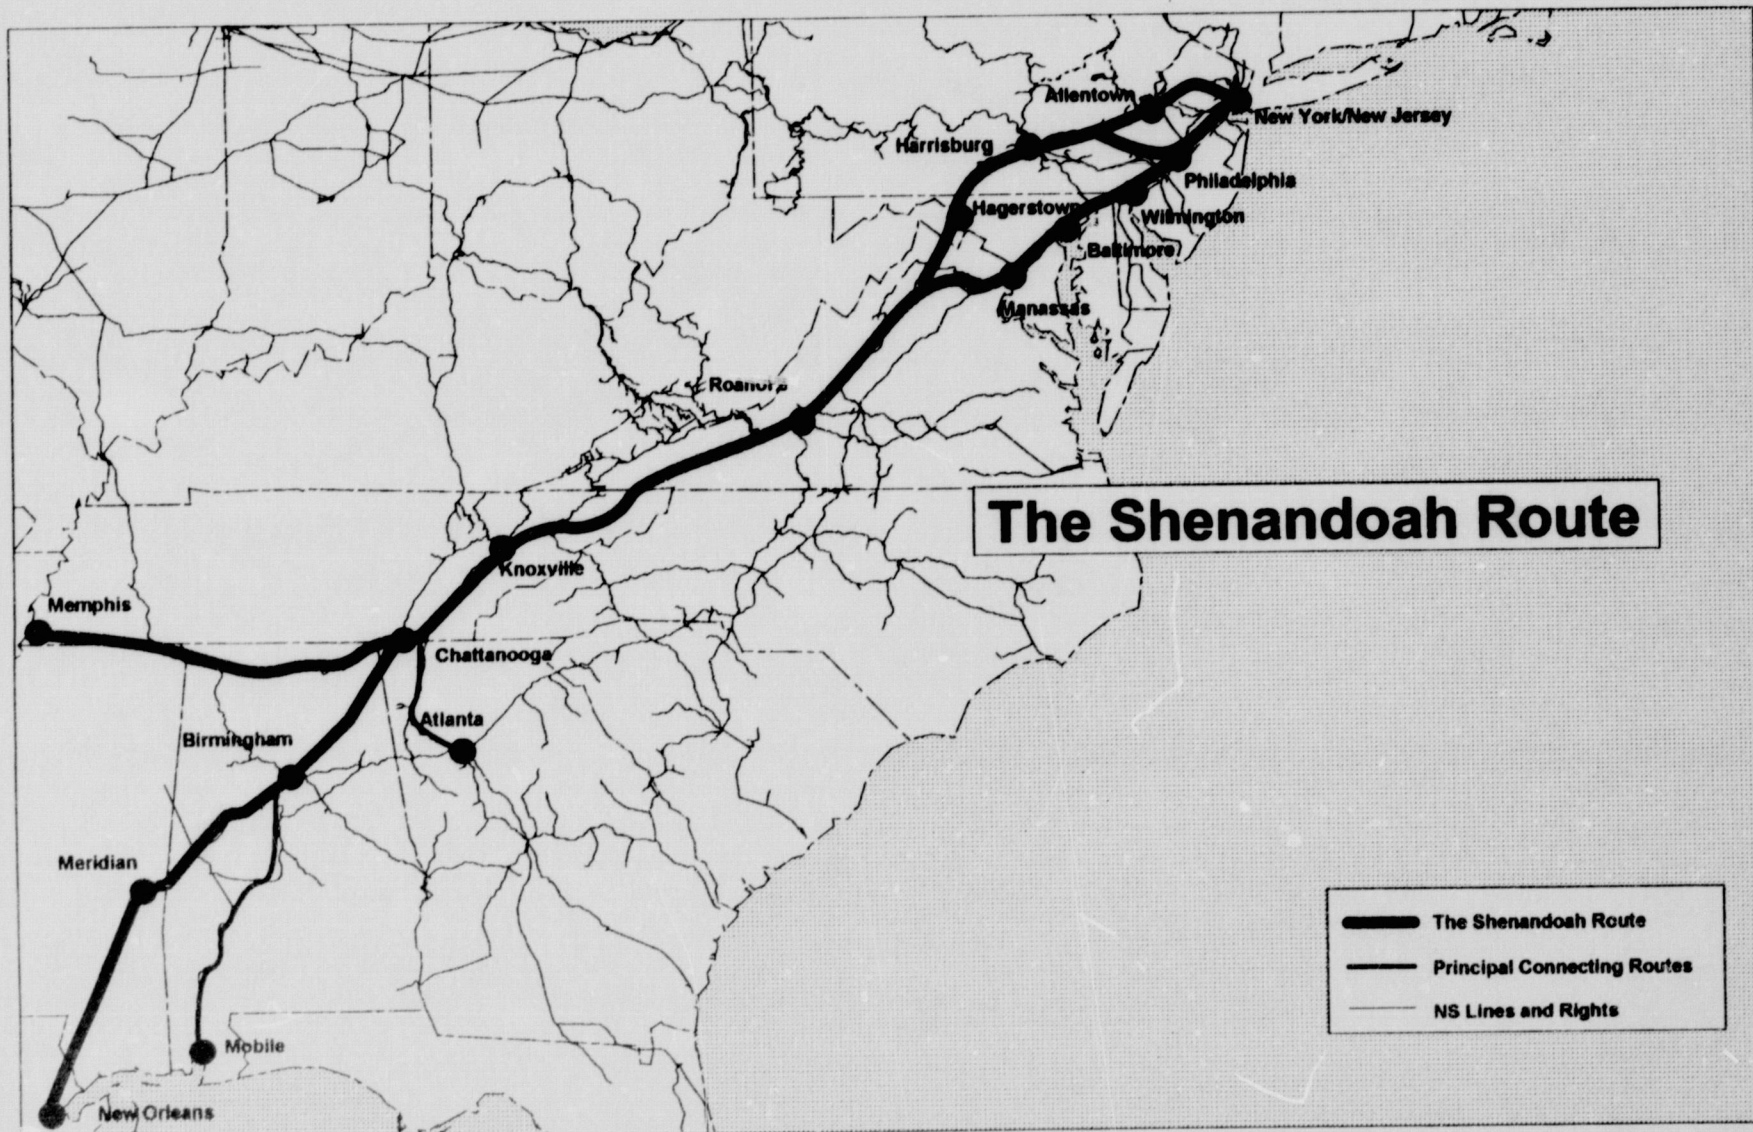 Allentown
New York/New Jersey
Harrisburg
Philadelphia
Hagerstown
Wilmington
Baltimore
Manassas
Roanoke
The Shenandoah Route
Knoxville
Memphis
Chattanooga
Atlanta
Birmingham
Meridian
The Shenandoah Route
Principal Connecting Routes
NS Lines and Rights
Mobile
New Orleans